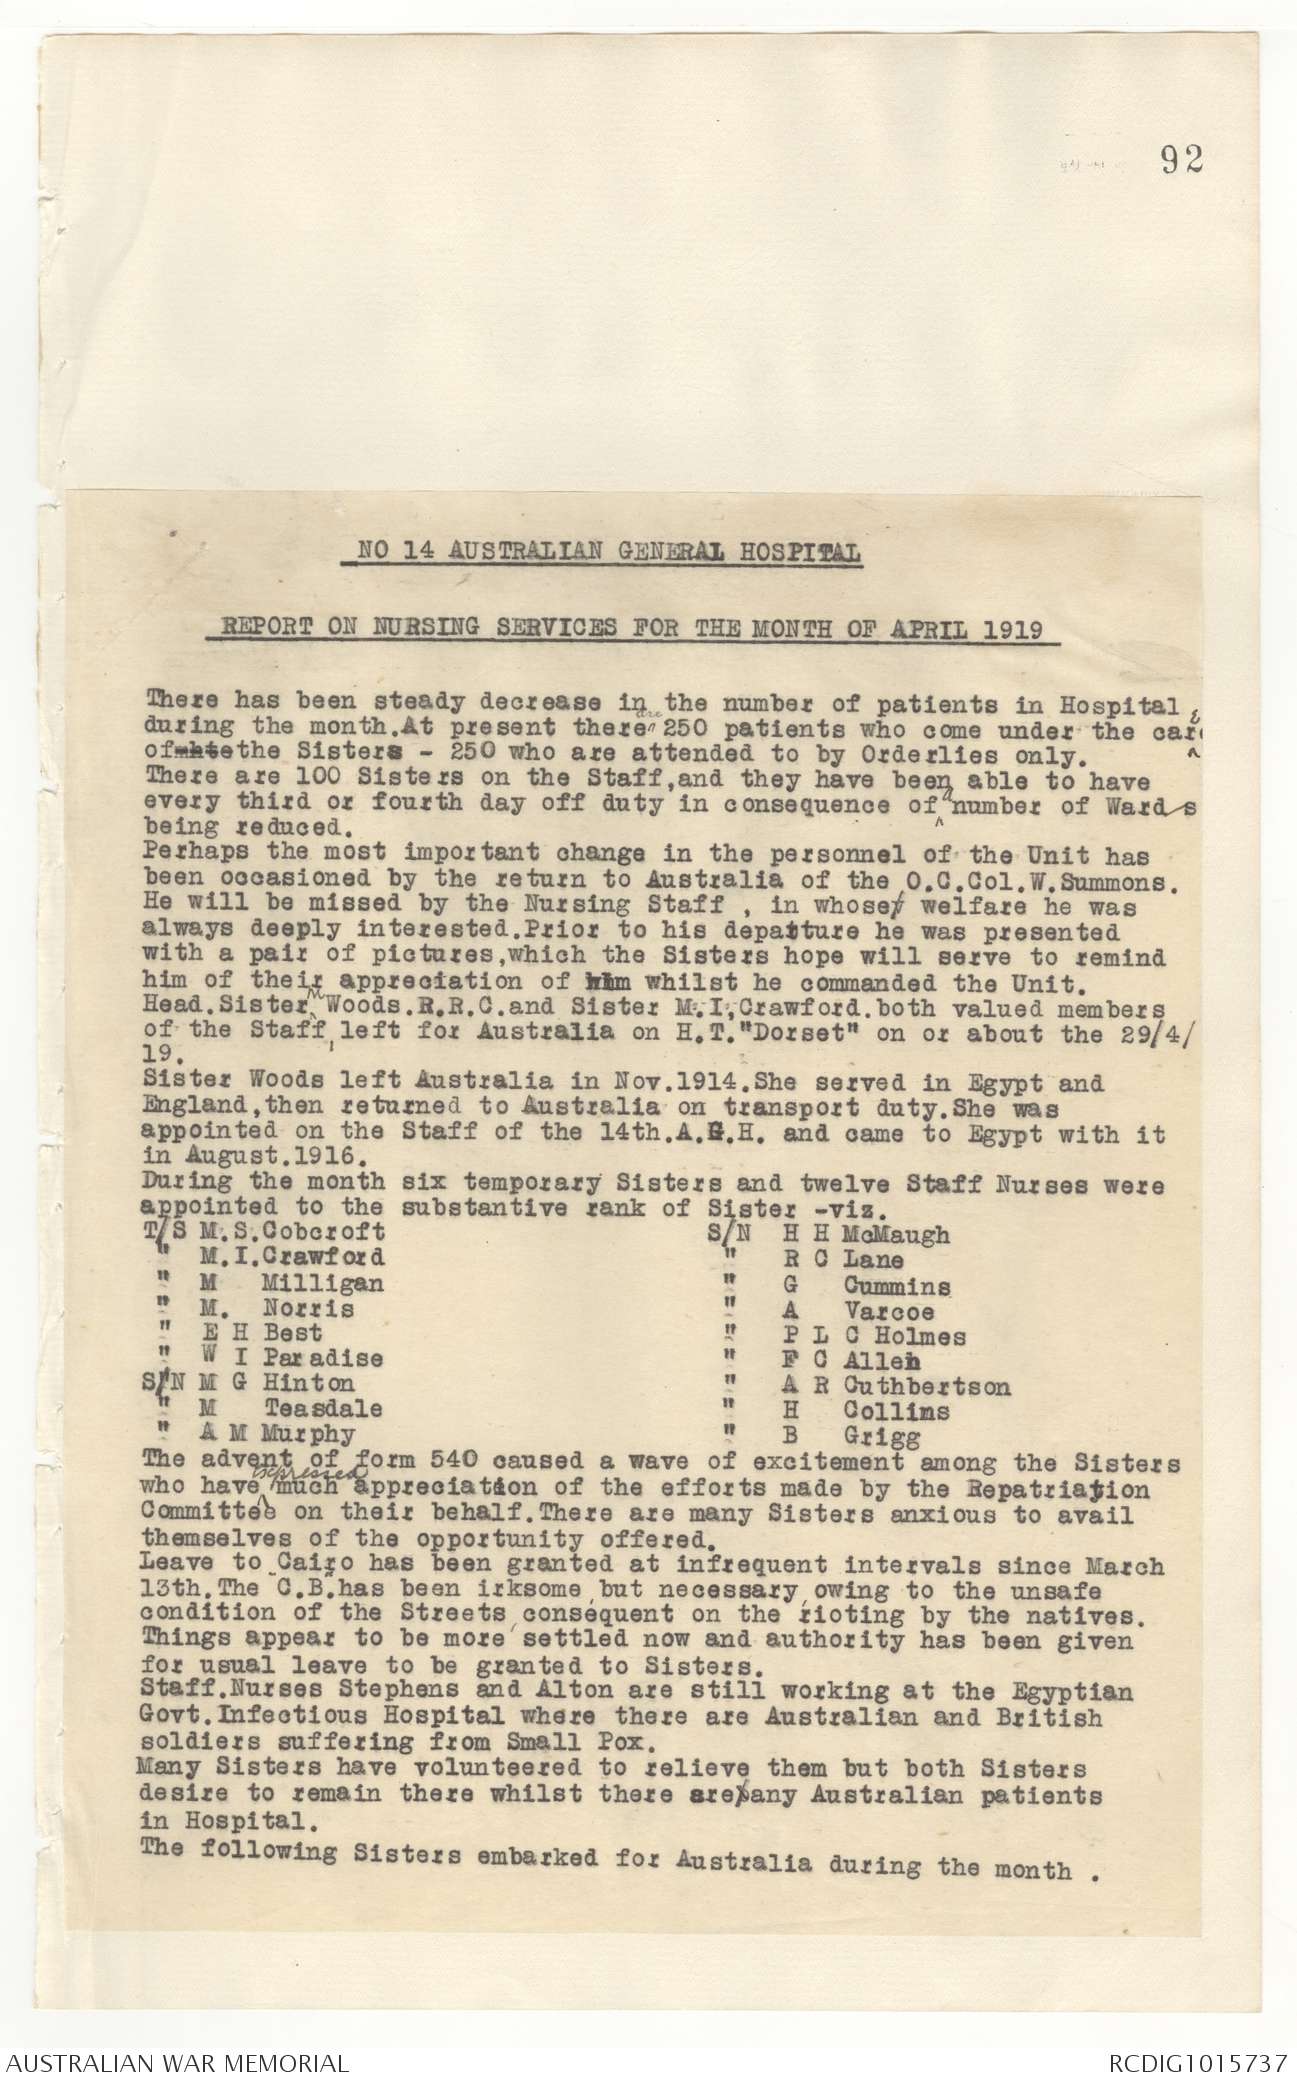 92
NO 14 AUSTRALIAN GENERAL HOSPITAL
REPORT ON NURSING SERVICES FOR THE MONTH OF APRIL 1919
There has been steady decrease in the number of patients in Hospital
during the month.At present there are 250 patients who come under the care
of the Sisters - 250 who are attended to by Orderlies only.
There are 100 Sisters on the Staff,and they have been able to have
every third or fourth day off duty in consequence of a number of Wards
being reduced.
Perhaps the most important change in the personnel of the Unit has
been occasioned by the return to Australia of the O.C.Col.W.Summons.
He will be missed by the Nursing Staff , in whose welfare he was
always deeply interested.Prior to his depature he was presented
with a pair of pictures,which the Sisters hope will serve to remind
him of their appreciation of him whilst he commanded the Unit.
Head.Sister M Woods.R.R.C.and Sister M.I,Crawford.both valued members
of the Staff, left for Australia on H.T."Dorset" on or about the 29/4/
19.
Sister Woods left Australia in Nov.1914.She served in Egypt and
England,then returned to Australia on transport duty.She was
appointed on the Staff of the 14th.A.G.H. and came to Egypt with it
in August.1916.
During the month six temporary Sisters and twelve Staff Nurses were
appointed to the substantive rank of Sister -viz.
T/S M.S.Cobcroft S/N H H McMaugh
" M.I.Crawford " R C Lane
" M Milligan " G Cummins
" M. Norris " A Varcoe
" E H Best " P L C Holmes
" W I Paradise " F C Allen
S/N M G Hinton " A R Cuthbertson
" M Teasdale " H Collins
" A M Murphy " B Grigg
The advent of form 540 caused a wave of excitement among the Sisters
who have expressed much appreciation of the efforts made by the Repatriation
Committee on their behalf.There are many Sisters anxious to avail
themselves of the opportunity offered.
Leave to Cairo has been granted at infrequent intervals since March
13th.The C.B.has been irksome,but necessary,owing to the unsafe
condition of the Streets,consequent on the rioting by the natives.
Things appear to be more settled now and authority has been given
for usual leave to be granted to Sisters.
Staff.Nurses Stephens and Alton are still working at the Egyptian
Govt.Infectious Hospital where there are Australian and British
soldiers suffering from Small Pox.
Many Sisters have volunteered to relieve them but both Sisters
desire to remain there whilst there are any Australian patients
in Hospital.
The following Sisters embarked for Australia during the month .
AUSTRALIAN WAR MEMORIAL
RCDIG1015737